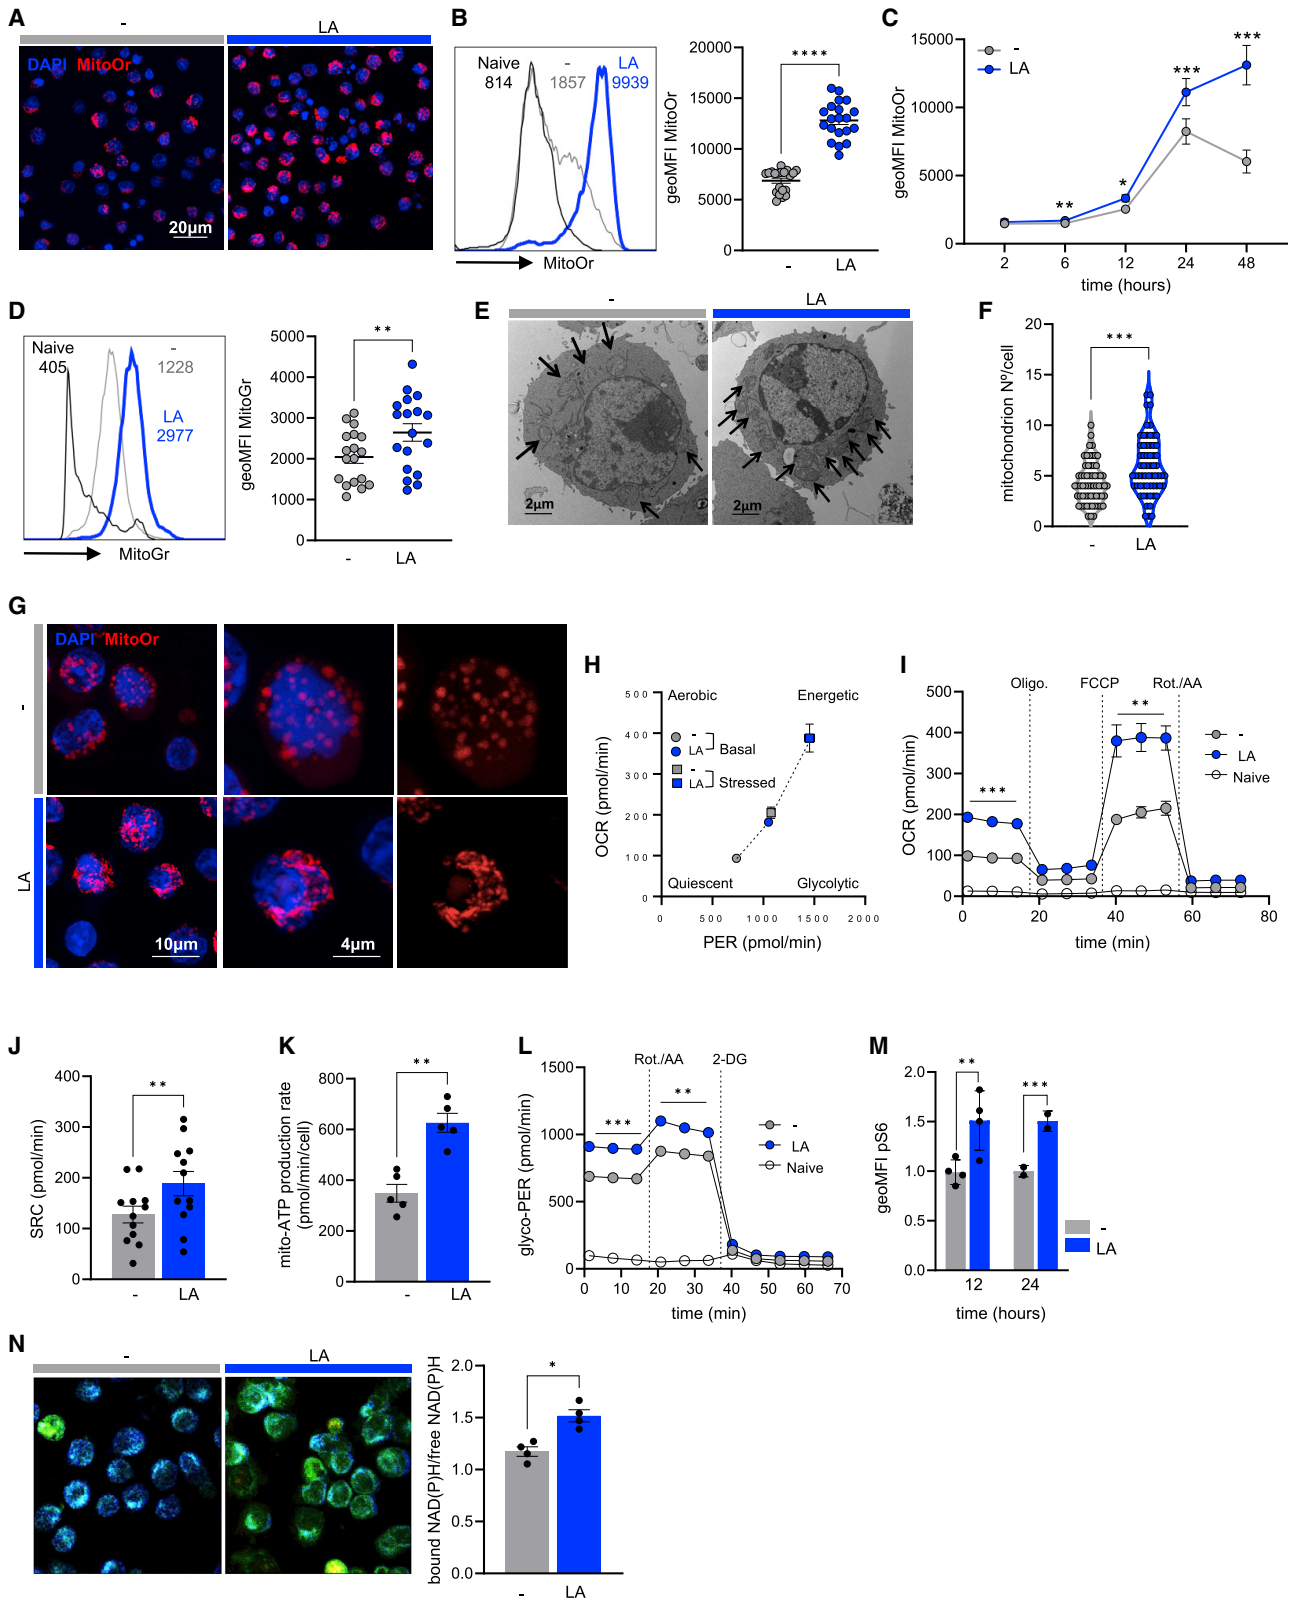 A
-
LA
DAPI MitoOr
20μm
B
Naive
814
-
1857
LA
9939
MitoOr
geoMFI MitoOr
20000
15000
10000
5000
0
****
-
LA
C
geoMFI MitoOr
15000
10000
5000
0
-
LA
**
*
***
***
2
6
12
24
48
time (hours)
D
Naive
405
-
1228
LA
2977
MitoGr
geoMFI MitoGr
5000
4000
3000
2000
1000
0
**
-
LA
E
-
LA
2μm
2μm
F
mitochondrion Nº/cell
20
15
10
5
0
***
-
LA
G
-
LA
DAPI MitoOr
10μm
4μm
H
OCR (pmol/min)
500
400
300
200
100
0
Aerobic
Energetic
-
LA
Basal
-
LA
Stressed
Quiescent
Glycolytic
0
500
1000
1500
2000
PER (pmol/min)
I
Oligo.
FCCP
Rot./AA
OCR (pmol/min)
500
400
300
200
100
0
***
**
-
LA
Naive
0
20
40
60
80
time (min)
J
SRC (pmol/min)
400
300
200
100
0
**
-
LA
K
mito-ATP production rate
(pmol/min/cell)
800
600
400
200
0
**
-
LA
L
Rot./AA
2-DG
glyco-PER (pmol/min)
1500
1000
500
0
***
**
-
LA
Naive
0
10
20
30
40
50
60
70
time (min)
M
geoMFI pS6
2.0
1.5
1.0
0.5
0.0
**
***
12
24
time (hours)
-
LA
N
-
LA
bound NAD(P)H/free NAD(P)H
2.0
1.5
1.0
0.5
0.0
*
-
LA